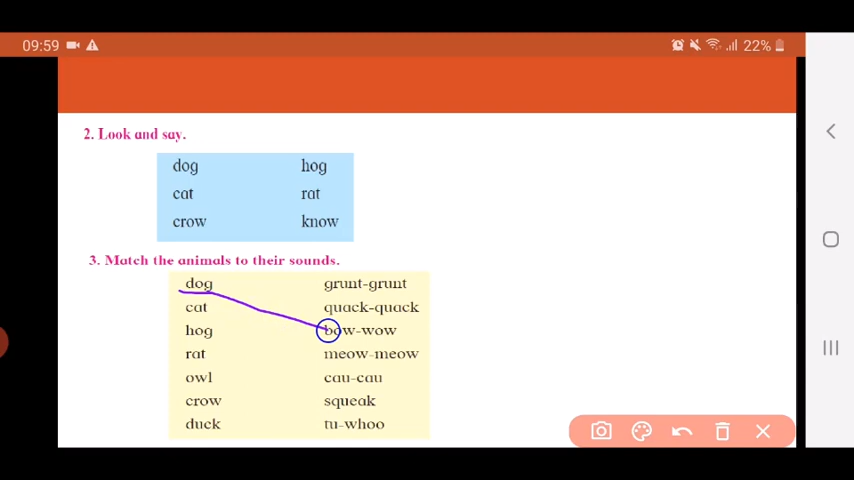 09:59 22%
2. Look and say.
dog hog
cat rat
crow know
3. Match the animals to their sounds.
dog grunt-grunt
cat quack-quack
hog bow-wow
rat meow-meow
owl cau-cau
crow squeak
duck tu-whoo